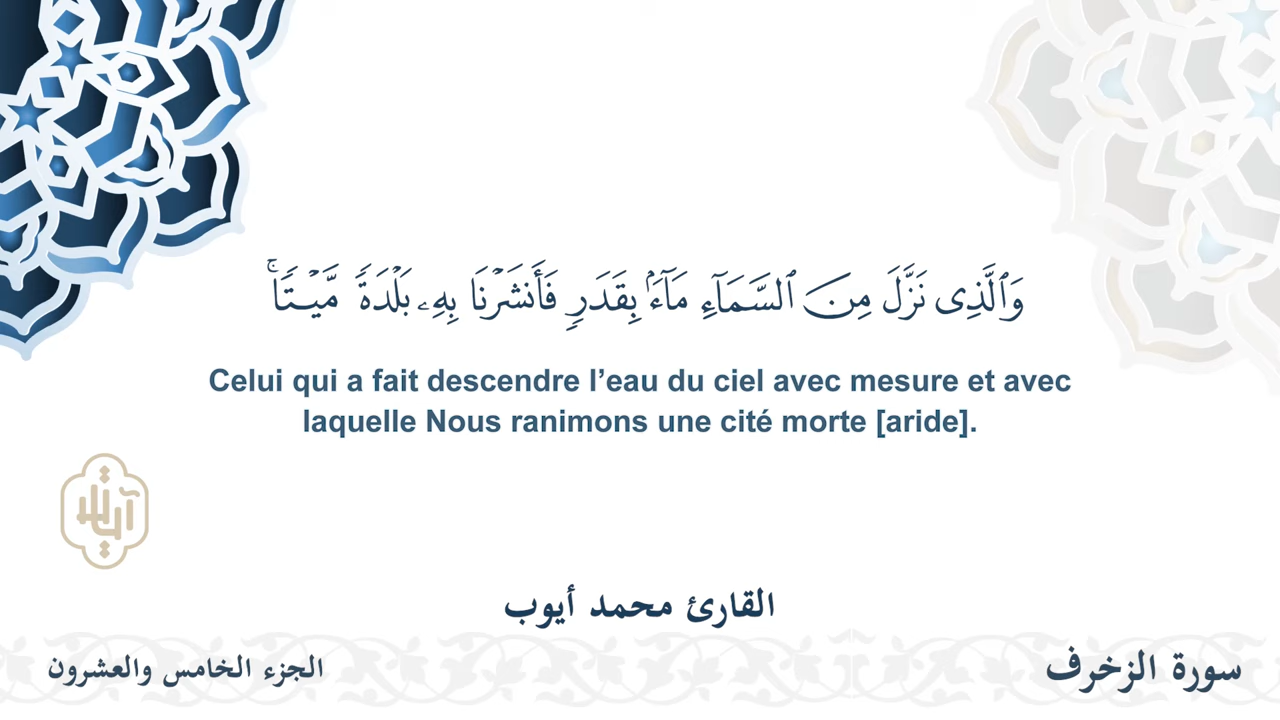 وَٱلَّذِى نَزَّلَ مِنَ ٱلسَّمَآءِ مَآءَۢ بِقَدَرٍۢ فَأَنشَرْنَا بِهِۦ بَلْدَةً مَّيْتًا ۚ
Celui qui a fait descendre l’eau du ciel avec mesure et avec
laquelle Nous ranimons une cité morte [aride].
آيات
القارئ محمد أيوب
سورة الزخرف
الجزء الخامس والعشرون